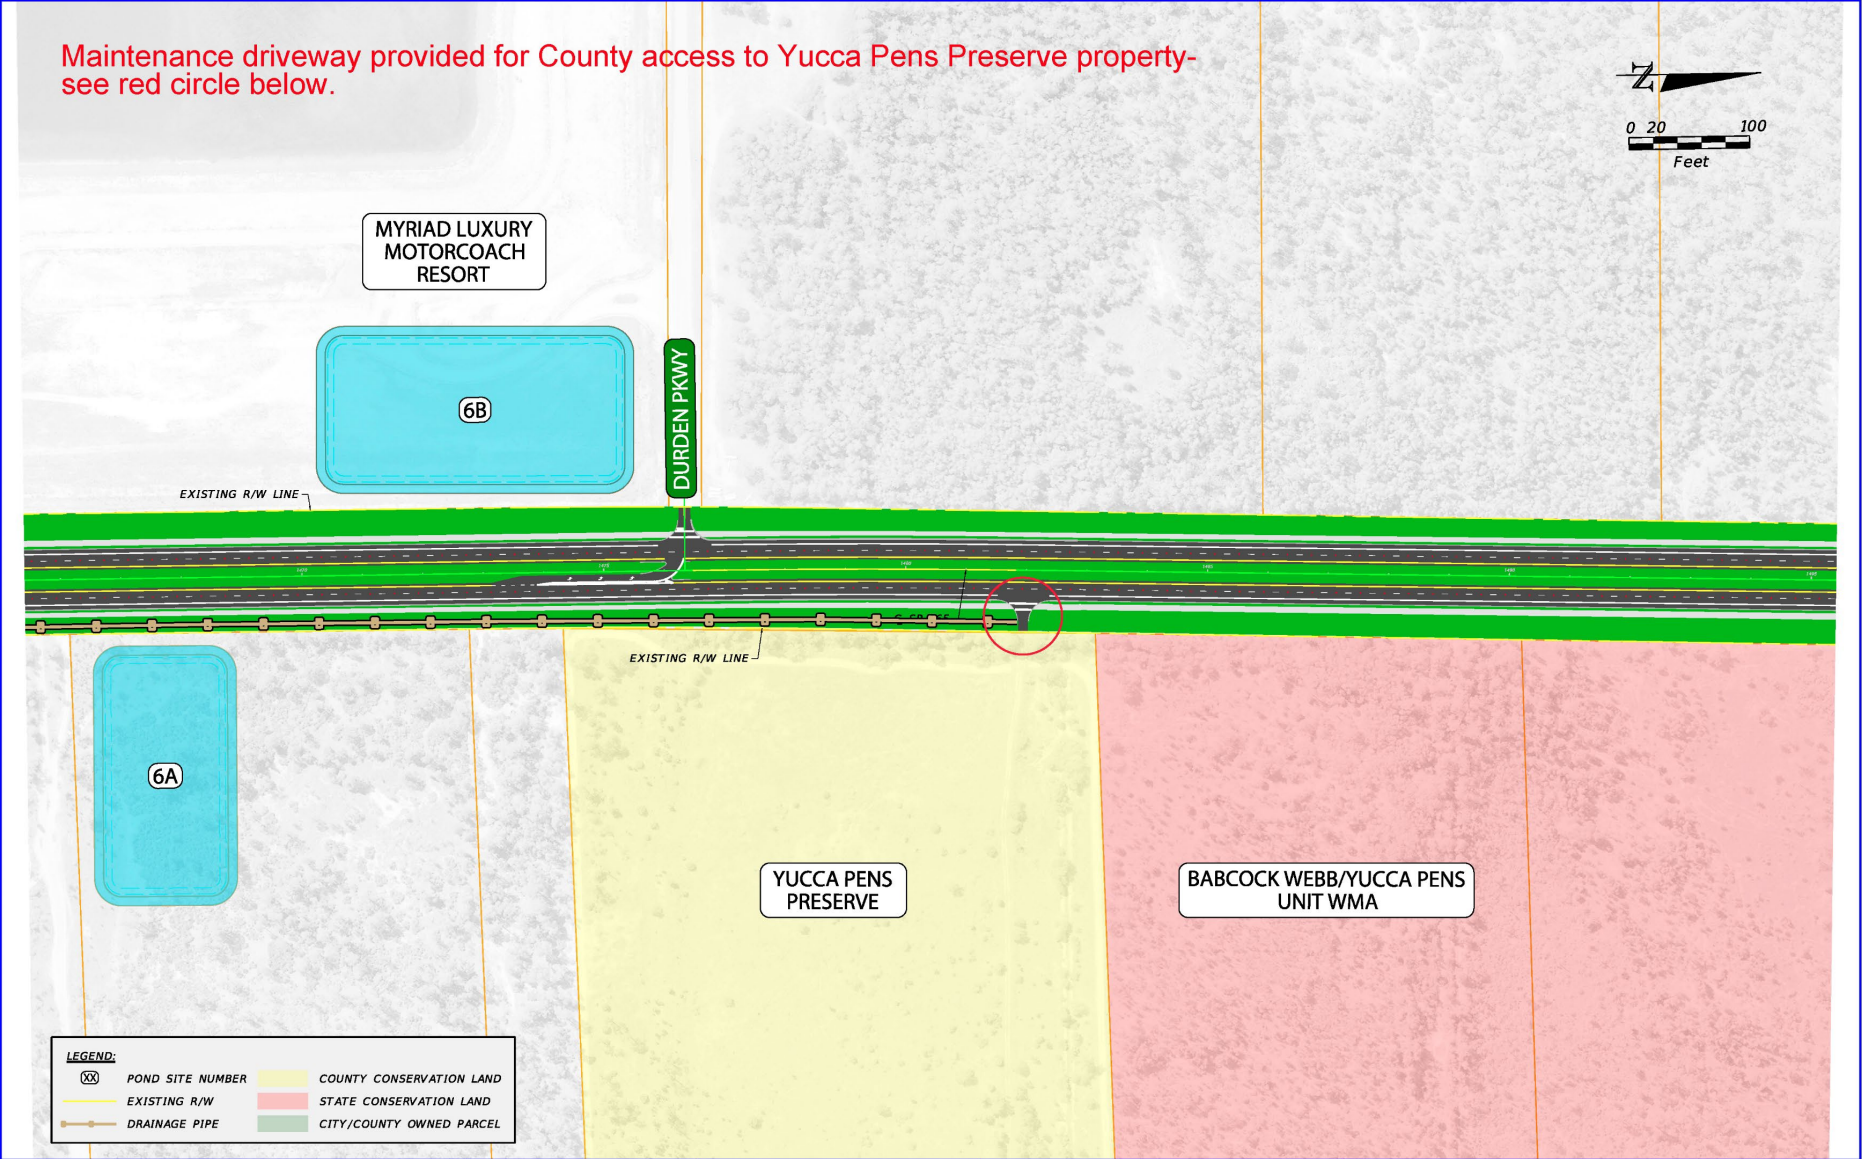 Maintenance driveway provided for County access to Yucca Pens Preserve property-
see red circle below.
N
0 20 100
Feet
MYRIAD LUXURY
MOTORCOACH
RESORT
6B
DURDEN PKWY
EXISTING R/W LINE
EXISTING R/W LINE
6A
YUCCA PENS
PRESERVE
BABCOCK WEBB/YUCCA PENS
UNIT WMA
LEGEND:
XX POND SITE NUMBER
EXISTING R/W
DRAINAGE PIPE
COUNTY CONSERVATION LAND
STATE CONSERVATION LAND
CITY/COUNTY OWNED PARCEL